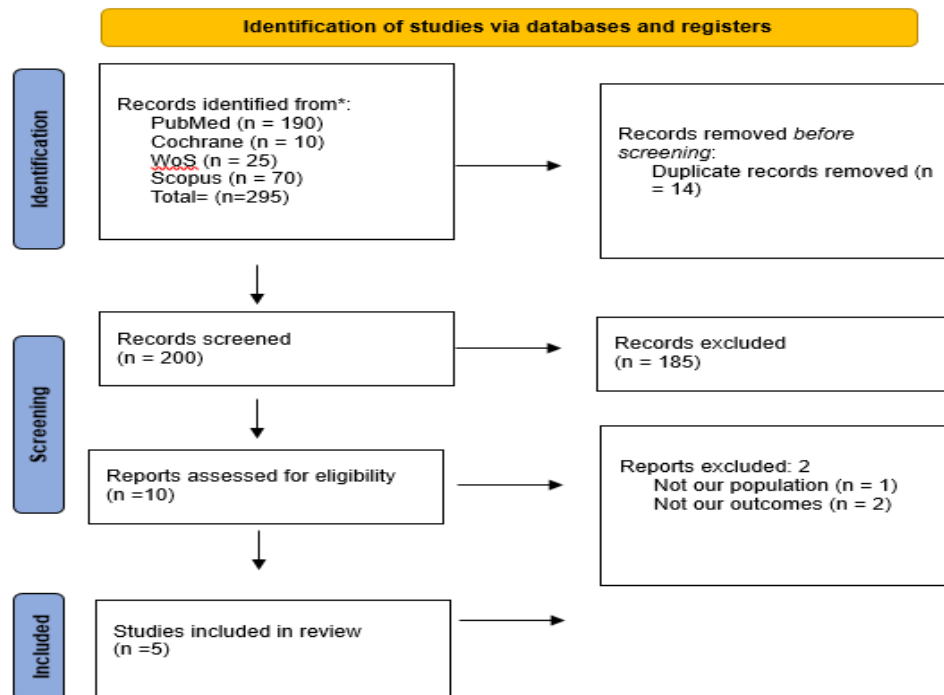 Identification of studies via databases and registers
Identification
Records identified from*:
PubMed (n = 190)
Cochrane (n = 10)
WoS (n = 25)
Scopus (n = 70)
Total= (n=295)
Records removed before
screening:
Duplicate records removed (n
= 14)
Screening
Records screened
(n = 200)
Records excluded
(n = 185)
Reports assessed for eligibility
(n =10)
Reports excluded: 2
Not our population (n = 1)
Not our outcomes (n = 2)
Included
Studies included in review
(n =5)